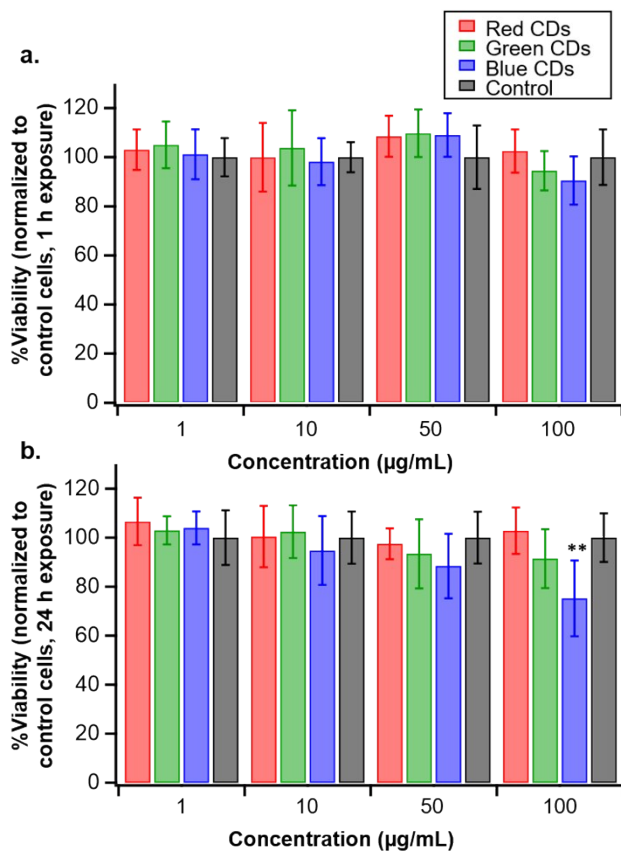 Red CDs
Green CDs
Blue CDs
Control
a.
%Viability (normalized to
control cells, 1 h exposure)
120
100
80
60
40
20
0
1 10 50 100
Concentration (µg/mL)
b.
%Viability (normalized to
control cells, 24 h exposure)
120
100
80
60
40
20
0
**
1 10 50 100
Concentration (µg/mL)